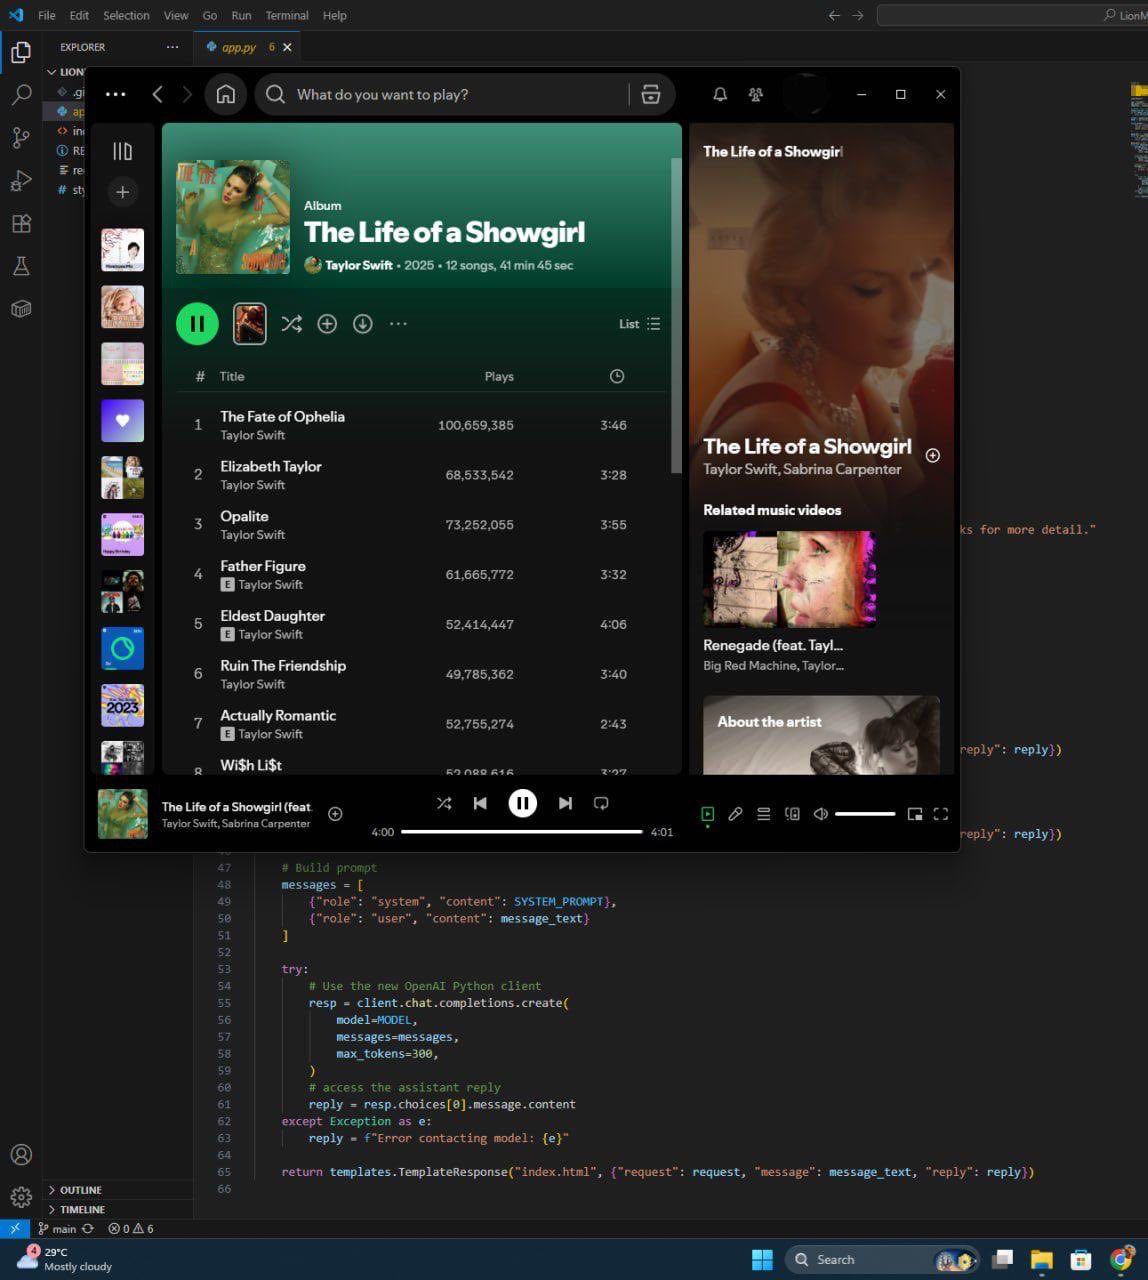 File Edit Selection View Go Run Terminal Help
LionM
EXPLORER
app.py 6
LION
.gi
ap
ind
RE
re
sty
What do you want to play?
THE LIFE
OF
A
SHOWGIRL
Album
The Life of a Showgirl
Taylor Swift • 2025 • 12 songs, 41 min 45 sec
List
# Title Plays
1 The Fate of Ophelia 100,659,385 3:46
Taylor Swift
2 Elizabeth Taylor 68,533,542 3:28
Taylor Swift
3 Opalite 73,252,055 3:55
Taylor Swift
4 Father Figure 61,665,772 3:32
E Taylor Swift
5 Eldest Daughter 52,414,447 4:06
E Taylor Swift
6 Ruin The Friendship 49,785,362 3:40
Taylor Swift
7 Actually Romantic 52,755,274 2:43
E Taylor Swift
8 Wi$h Li$t 52,088,616 3:27
Happy Birthday
2023
The Life of a Showgirl
The Life of a Showgirl
Taylor Swift, Sabrina Carpenter
Related music videos
Renegade (feat. Tayl...
Big Red Machine, Taylor...
About the artist
The Life of a Showgirl (feat.
Taylor Swift, Sabrina Carpenter
4:00 4:01
ks for more detail."
reply": reply})
reply": reply})
47 # Build prompt
48 messages = [
49 {"role": "system", "content": SYSTEM_PROMPT},
50 {"role": "user", "content": message_text}
51 ]
52
53 try:
54 # Use the new OpenAI Python client
55 resp = client.chat.completions.create(
56 model=MODEL,
57 messages=messages,
58 max_tokens=300,
59 )
60 # access the assistant reply
61 reply = resp.choices[0].message.content
62 except Exception as e:
63 reply = f"Error contacting model: {e}"
64
65 return templates.TemplateResponse("index.html", {"request": request, "message": message_text, "reply": reply})
66
OUTLINE
TIMELINE
main 0 6
4
29°C
Mostly cloudy
Search